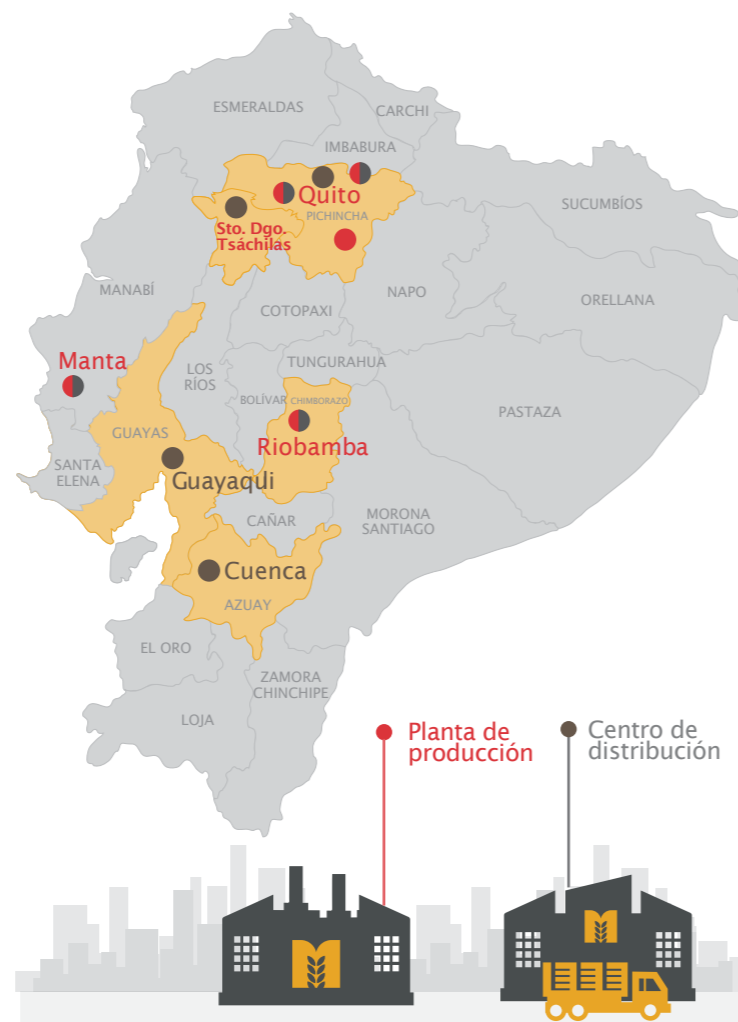 ESMERALDAS
CARCHI
IMBABURA
SUCUMBÍOS
Quito
PICHINCHA
Sto. Dgo.
Tsáchilas
MANABÍ
NAPO
ORELLANA
COTOPAXI
Manta
LOS
RÍOS
TUNGURAHUA
BOLÍVAR
CHIMBORAZO
PASTAZA
GUAYAS
Riobamba
SANTA
ELENA
Guayaquli
CAÑAR
MORONA
SANTIAGO
Cuenca
AZUAY
EL ORO
ZAMORA
CHINCHIPE
LOJA
Planta de
producción
Centro de
distribución